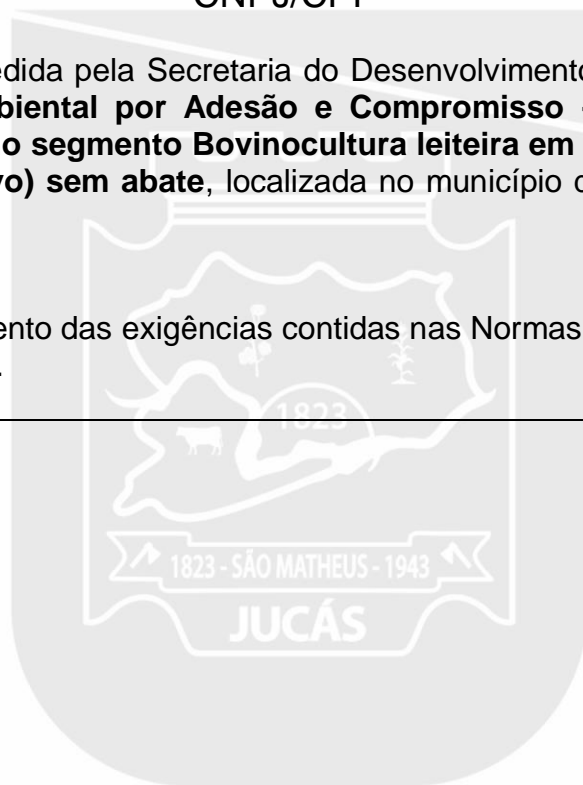 edida pela Secretaria do Desenvolvimento
biental por Adesão e Compromisso
o segmento Bovinocultura leiteira em
vo) sem abate, localizada no município
ento das exigências contidas nas Normas
.
1823
1823 - SÃO MATHEUS - 1943
JUCÁS